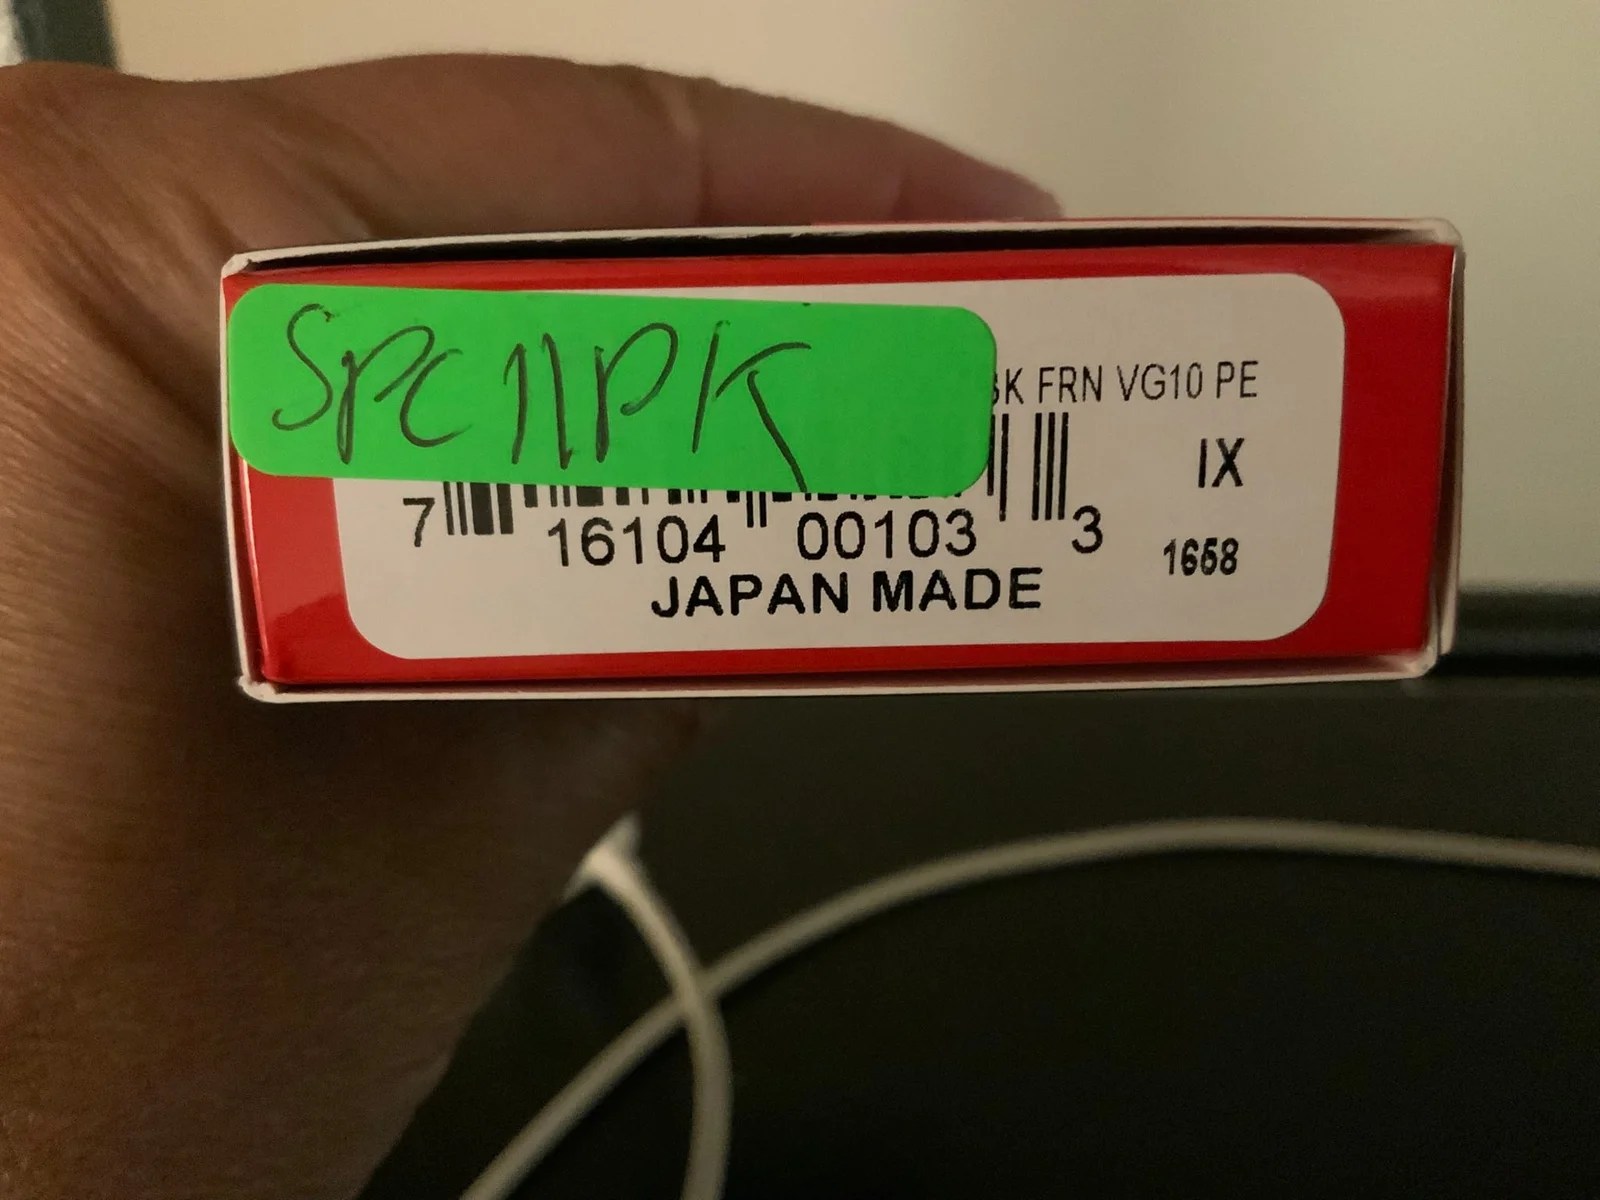 SPC11PK
BK FRN VG10 PE
IX
7 16104 00103 3
1658
JAPAN MADE